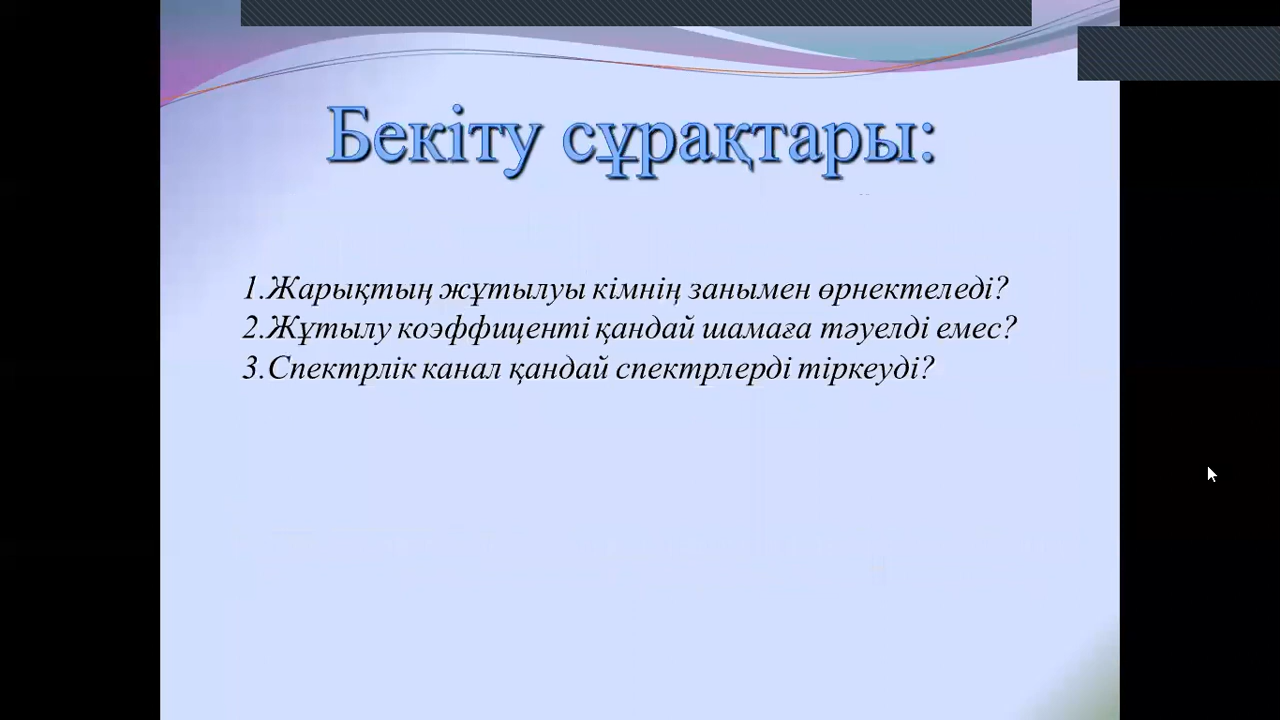 Бекіту сұрақтары:
1.Жарықтың жұтылуы кімнің занымен өрнектеледі?
2.Жұтылу коэффиценті қандай шамаға тәуелді емес?
3.Спектрлік канал қандай спектрлерді тіркеуді?